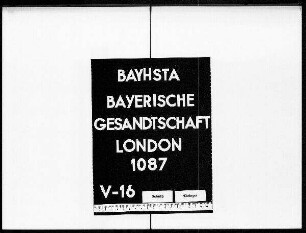 BAYHSTA
BAYERISCHE
GESANDTSCHAFT
LONDON
1087
V-16